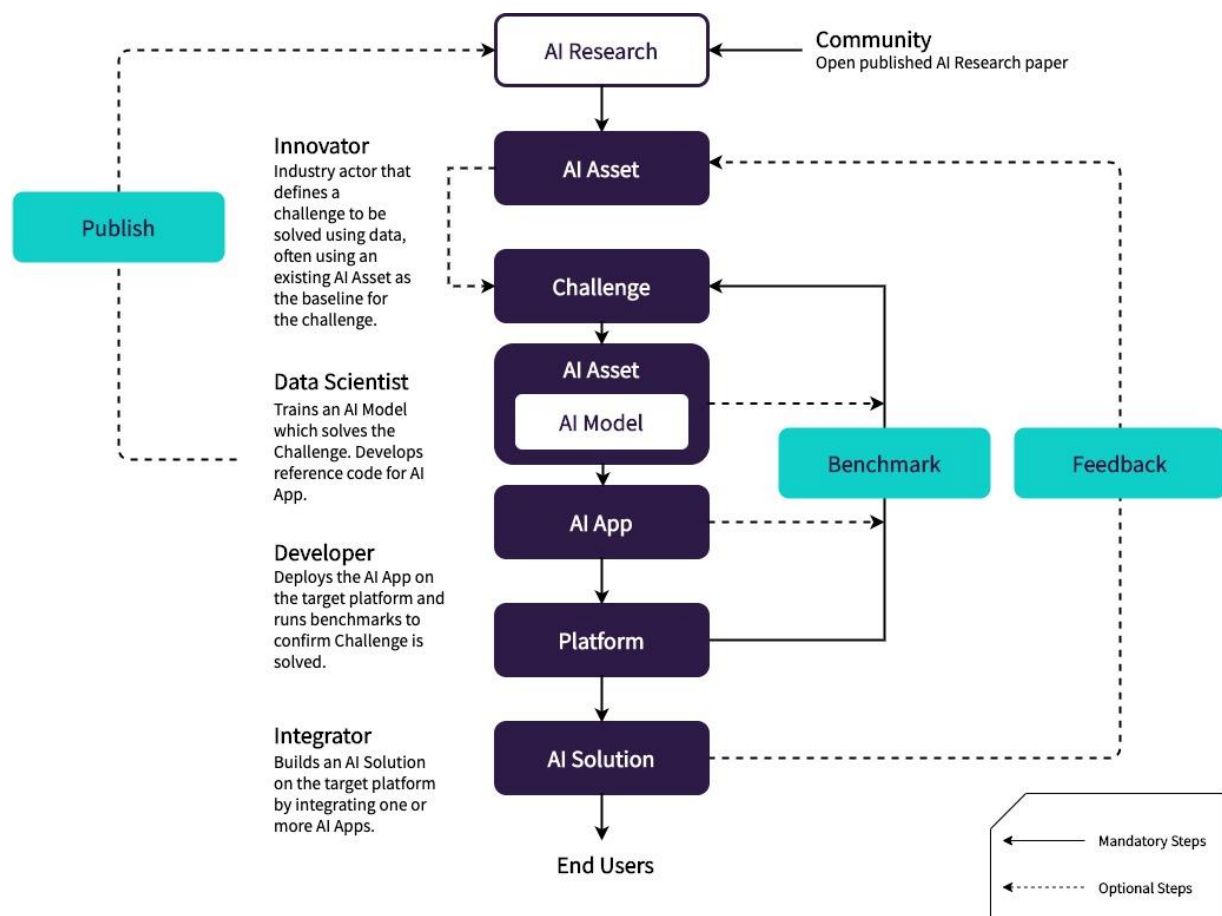 AI Research
Community
Open published AI Research paper
Innovator
Industry actor that
defines a
challenge to be
solved using data,
often using an
existing AI Asset as
the baseline for
the challenge.
AI Asset
Publish
Challenge
Data Scientist
Trains an AI Model
which solves the
Challenge. Develops
reference code for AI
App.
AI Asset
AI Model
Benchmark
Feedback
AI App
Developer
Deploys the AI App on
the target platform and
runs benchmarks to
confirm Challenge is
solved.
Platform
Integrator
Builds an AI Solution
on the target platform
by integrating one or
more AI Apps.
AI Solution
End Users
Mandatory Steps
Optional Steps